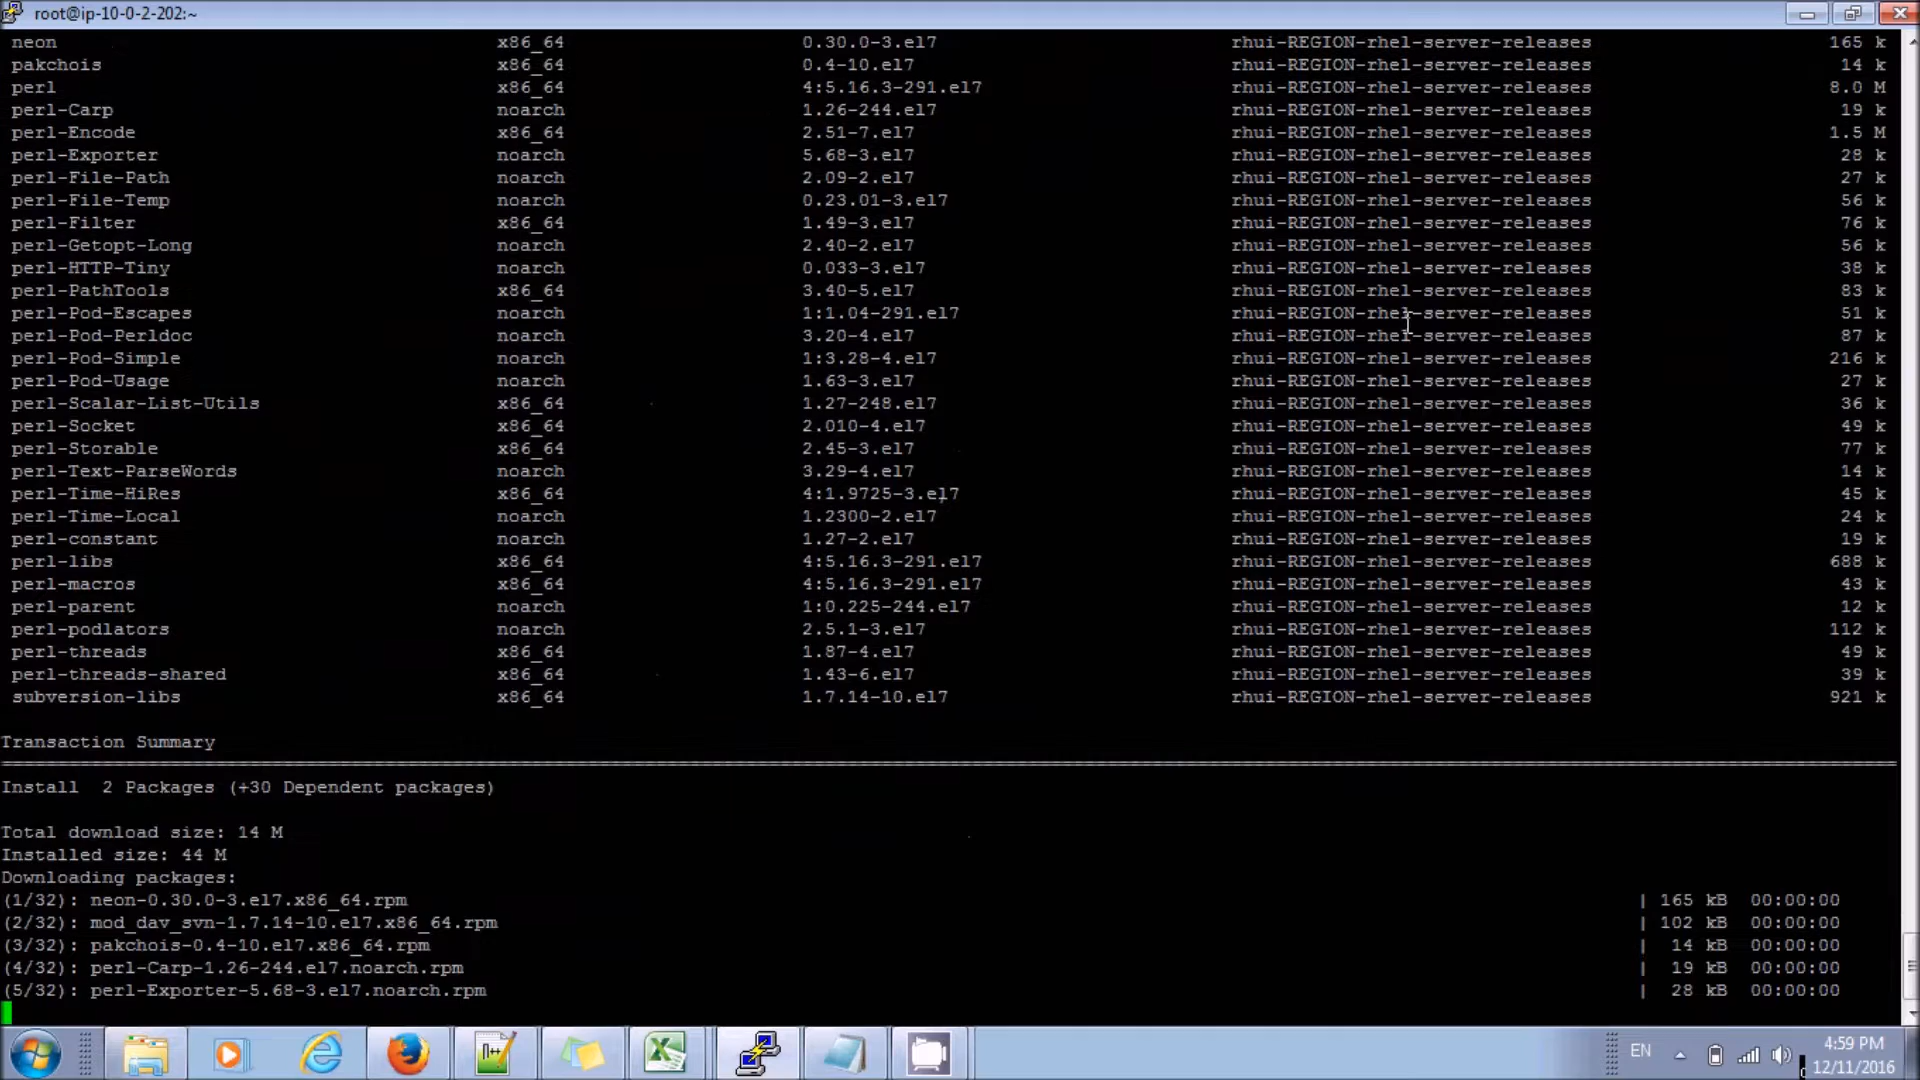 root@ip-10-0-2-202:~
neon x86_64 0.30.0-3.el7 rhui-REGION-rhel-server-releases 165 k
pakchois x86_64 0.4-10.el7 rhui-REGION-rhel-server-releases 14 k
perl x86_64 4:5.16.3-291.el7 rhui-REGION-rhel-server-releases 8.0 M
perl-Carp noarch 1.26-244.el7 rhui-REGION-rhel-server-releases 19 k
perl-Encode x86_64 2.51-7.el7 rhui-REGION-rhel-server-releases 1.5 M
perl-Exporter noarch 5.68-3.el7 rhui-REGION-rhel-server-releases 28 k
perl-File-Path noarch 2.09-2.el7 rhui-REGION-rhel-server-releases 27 k
perl-File-Temp noarch 0.23.01-3.el7 rhui-REGION-rhel-server-releases 56 k
perl-Filter x86_64 1.49-3.el7 rhui-REGION-rhel-server-releases 76 k
perl-Getopt-Long noarch 2.40-2.el7 rhui-REGION-rhel-server-releases 56 k
perl-HTTP-Tiny noarch 0.033-3.el7 rhui-REGION-rhel-server-releases 38 k
perl-PathTools x86_64 3.40-5.el7 rhui-REGION-rhel-server-releases 83 k
perl-Pod-Escapes noarch 1:1.04-291.el7 rhui-REGION-rhel-server-releases 51 k
perl-Pod-Perldoc noarch 3.20-4.el7 rhui-REGION-rhel-server-releases 87 k
perl-Pod-Simple noarch 1:3.28-4.el7 rhui-REGION-rhel-server-releases 216 k
perl-Pod-Usage noarch 1.63-3.el7 rhui-REGION-rhel-server-releases 27 k
perl-Scalar-List-Utils x86_64 1.27-248.el7 rhui-REGION-rhel-server-releases 36 k
perl-Socket x86_64 2.010-4.el7 rhui-REGION-rhel-server-releases 49 k
perl-Storable x86_64 2.45-3.el7 rhui-REGION-rhel-server-releases 77 k
perl-Text-ParseWords noarch 3.29-4.el7 rhui-REGION-rhel-server-releases 14 k
perl-Time-HiRes x86_64 4:1.9725-3.el7 rhui-REGION-rhel-server-releases 45 k
perl-Time-Local noarch 1.2300-2.el7 rhui-REGION-rhel-server-releases 24 k
perl-constant noarch 1.27-2.el7 rhui-REGION-rhel-server-releases 19 k
perl-libs x86_64 4:5.16.3-291.el7 rhui-REGION-rhel-server-releases 688 k
perl-macros x86_64 4:5.16.3-291.el7 rhui-REGION-rhel-server-releases 43 k
perl-parent noarch 1:0.225-244.el7 rhui-REGION-rhel-server-releases 12 k
perl-podlators noarch 2.5.1-3.el7 rhui-REGION-rhel-server-releases 112 k
perl-threads x86_64 1.87-4.el7 rhui-REGION-rhel-server-releases 49 k
perl-threads-shared x86_64 1.43-6.el7 rhui-REGION-rhel-server-releases 39 k
subversion-libs x86_64 1.7.14-10.el7 rhui-REGION-rhel-server-releases 921 k
Transaction Summary
Install 2 Packages (+30 Dependent packages)
Total download size: 14 M
Installed size: 44 M
Downloading packages:
(1/32): neon-0.30.0-3.el7.x86_64.rpm | 165 kB 00:00:00
(2/32): mod_dav_svn-1.7.14-10.el7.x86_64.rpm | 102 kB 00:00:00
(3/32): pakchois-0.4-10.el7.x86_64.rpm | 14 kB 00:00:00
(4/32): perl-Carp-1.26-244.el7.noarch.rpm | 19 kB 00:00:00
(5/32): perl-Exporter-5.68-3.el7.noarch.rpm | 28 kB 00:00:00
EN
4:59 PM
12/11/2016